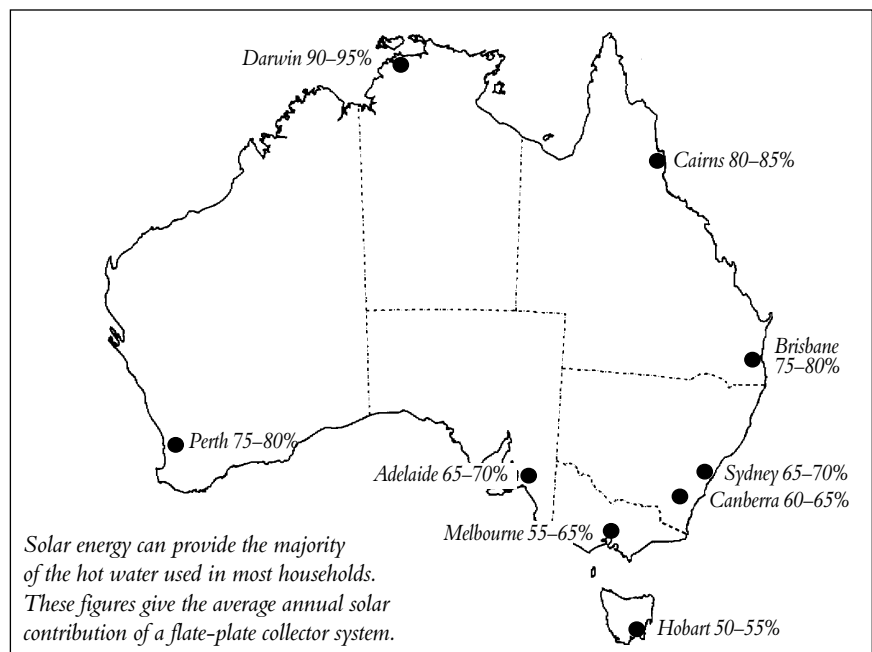 Darwin 90–95%
Cairns 80–85%
Brisbane
75–80%
Perth 75–80%
Adelaide 65–70%
Sydney 65–70%
Canberra 60–65%
Melbourne 55–65%
Solar energy can provide the majority
of the hot water used in most households.
These figures give the average annual solar
contribution of a flate-plate collector system.
Hobart 50–55%